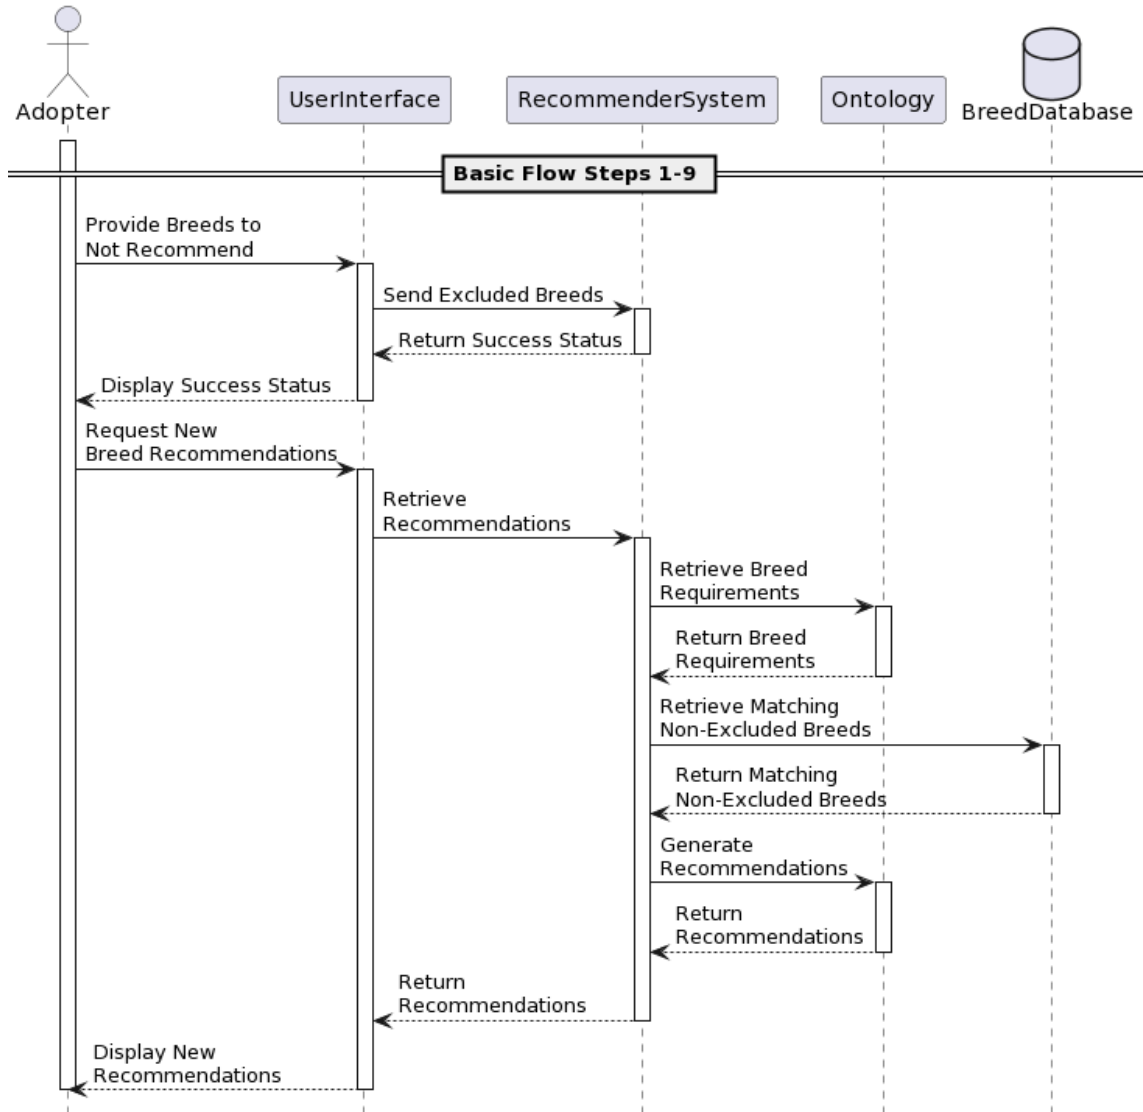 Adopter
UserInterface
RecommenderSystem
Ontology
BreedDatabase
Basic Flow Steps 1-9
Provide Breeds to
Not Recommend
Send Excluded Breeds
Return Success Status
Display Success Status
Request New
Breed Recommendations
Retrieve
Recommendations
Retrieve Breed
Requirements
Return Breed
Requirements
Retrieve Matching
Non-Excluded Breeds
Return Matching
Non-Excluded Breeds
Generate
Recommendations
Return
Recommendations
Return
Recommendations
Display New
Recommendations